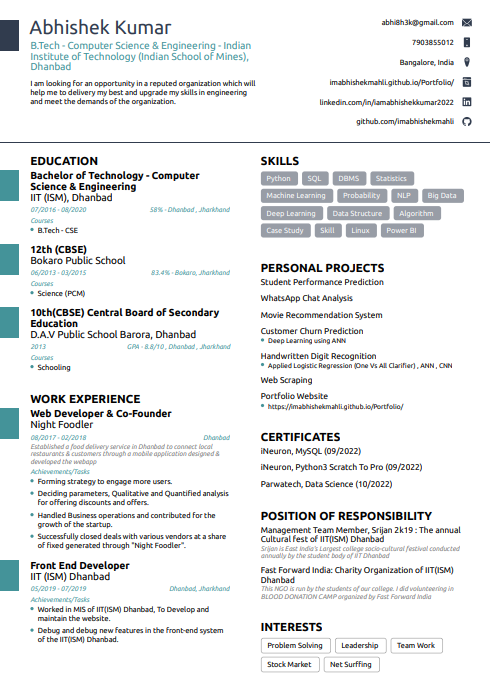 Abhishek Kumar
B.Tech - Computer Science & Engineering - Indian
Institute of Technology (Indian School of Mines),
Dhanbad
I am looking for an opportunity in a reputed organization which will
help me to delivery my best and upgrade my skills in engineering
and meet the demands of the organization.
abhi8h3k@gmail.com
7903855012
Bangalore, India
imabhishekmahli.github.io/Portfolio/
linkedin.com/in/iamabhishekkumar2022
github.com/imabhishekmahli
EDUCATION
Bachelor of Technology - Computer
Science & Engineering
IIT (ISM), Dhanbad
07/2016 - 08/2020 58% - Dhanbad , Jharkhand
Courses
B.Tech - CSE
12th (CBSE)
Bokaro Public School
06/2013 - 03/2015 83.4% - Bokaro, Jharkhand
Courses
Science (PCM)
10th(CBSE) Central Board of Secondary
Education
D.A.V Public School Barora, Dhanbad
2013 GPA - 8.8/10 , Dhanbad , Jharkhand
Courses
Schooling
WORK EXPERIENCE
Web Developer & Co-Founder
Night Foodler
08/2017 - 02/2018 Dhanbad
Established a food delivery service in Dhanbad to connect local
restaurants & customers through a mobile application designed &
developed the webapp
Achievements/Tasks
Forming strategy to engage more users.
Deciding parameters, Qualitative and Quantified analysis
for offering discounts and offers.
Handled Business operations and contributed for the
growth of the startup.
Successfully closed deals with various vendors at a share
of fixed generated through "Night Foodler".
Front End Developer
IIT (ISM) Dhanbad
05/2019 - 07/2019 Dhanbad, Jharkhand
Achievements/Tasks
Worked in MIS of IIT(ISM) Dhanbad, To Develop and
maintain the website.
Debug and debug new features in the front-end system
of the IIT(ISM) Dhanbad.
SKILLS
Python SQL DBMS Statistics
Machine Learning Probability NLP Big Data
Deep Learning Data Structure Algorithm
Case Study Skill Linux Power BI
PERSONAL PROJECTS
Student Performance Prediction
WhatsApp Chat Analysis
Movie Recommendation System
Customer Churn Prediction
Deep Learning using ANN
Handwritten Digit Recognition
Applied Logistic Regression (One Vs All Clarifier) , ANN , CNN
Web Scraping
Portfolio Website
https://imabhishekmahli.github.io/Portfolio/
CERTIFICATES
iNeuron, MySQL (09/2022)
iNeuron, Python3 Scratch To Pro (09/2022)
Parwatech, Data Science (10/2022)
POSITION OF RESPONSIBILITY
Management Team Member, Srijan 2k19 : The annual
Cultural fest of IIT(ISM) Dhanbad
Srijan is East India's Largest college socio-cultural festival conducted
annually by the student body of IIT Dhanbad
Fast Forward India: Charity Organization of IIT(ISM)
Dhanbad
This NGO is run by the students of our college. I did volunteering in
BLOOD DONATION CAMP organized by Fast Forward India
INTERESTS
Problem Solving Leadership Team Work
Stock Market Net Surffing